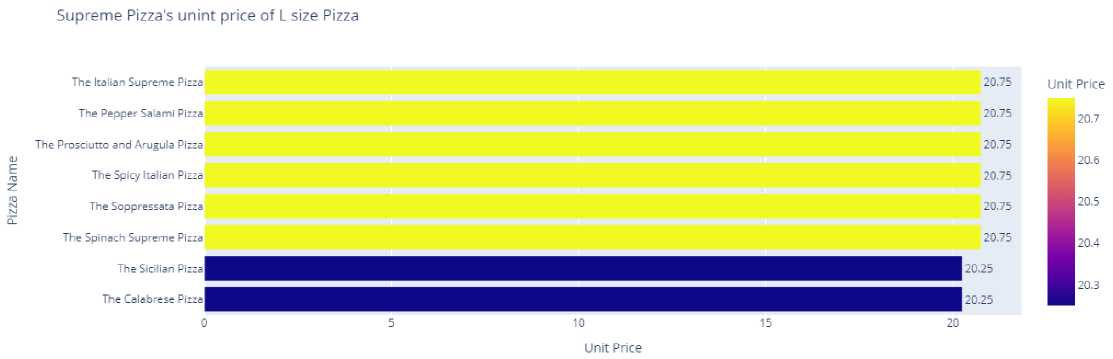 Supreme Pizza's unint price of L size Pizza
Pizza Name
The Italian Supreme Pizza 20.75
The Pepper Salami Pizza 20.75
The Prosciutto and Arugula Pizza 20.75
The Spicy Italian Pizza 20.75
The Soppressata Pizza 20.75
The Spinach Supreme Pizza 20.75
The Sicilian Pizza 20.25
The Calabrese Pizza 20.25
0 5 10 15 20
Unit Price
Unit Price
20.7
20.6
20.5
20.4
20.3